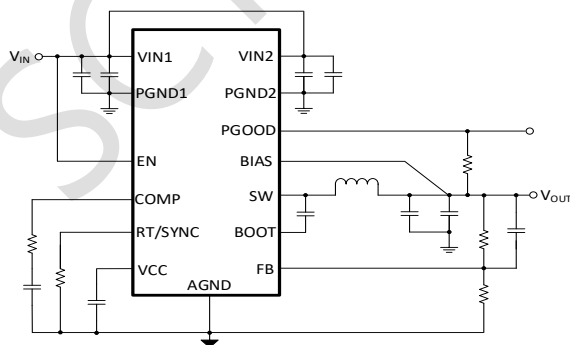 VIN
VIN1
VIN2
PGND1
PGND2
PGOOD
EN
BIAS
COMP
SW
VOUT
RT/SYNC
BOOT
VCC
FB
AGND